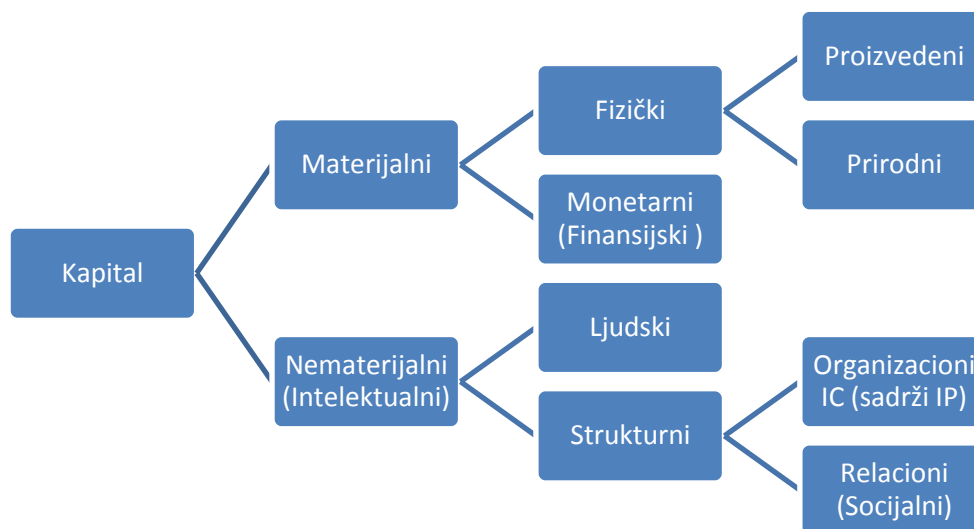 Kapital
Materijalni
Fizički
Proizvedeni
Prirodni
Monetarni
(Finansijski )
Nematerijalni
(Intelektualni)
Ljudski
Strukturni
Organizacioni
IC (sadrži IP)
Relacioni
(Socijalni)